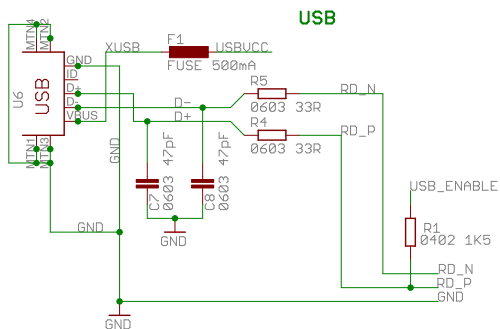 USB
MTN4
MTN2
XUSB
F1
USBVCC
FUSE 500mA
GND
ID
D+
D-
VBUS
U6
USB
R5
RD_N
0603 33R
D-
D+
R4
RD_P
0603 33R
MTN1
MTN3
GND
47pF
47pF
C7
0603
C8
0603
USB_ENABLE
GND
R1
0402 1K5
GND
RD_N
RD_P
GND
GND